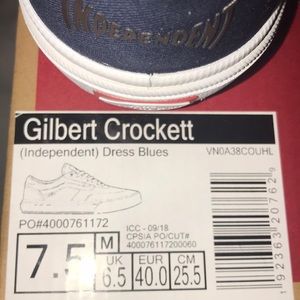 INDEPENDENT
Gilbert Crockett
(Independent) Dress Blues
VN0A38COUHL
PO#4000761172
ICC - 09/18
CPSIA PO/CUT#
400076117200060
7.5
M
UK EUR CM
6.5 40.0 25.5
192363207629